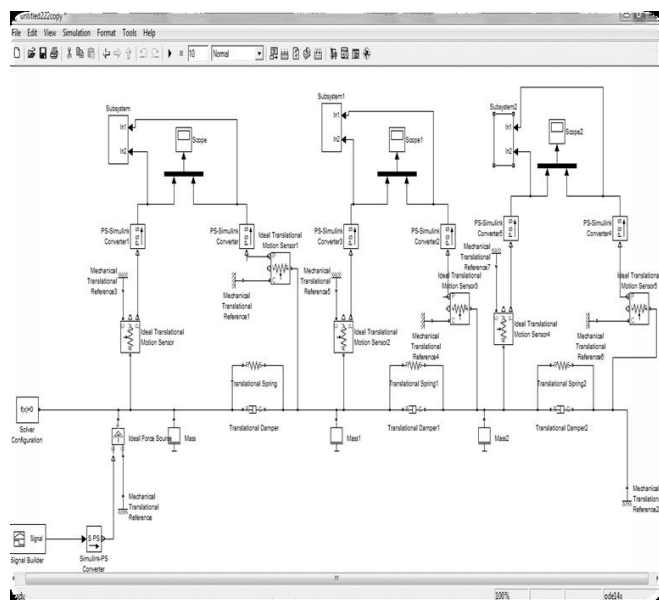 untitled222copy *
File Edit View Simulation Format Tools Help
10
Normal
Subsystem
In1
In2
Scope
Subsystem1
In1
In2
Scope1
Subsystem2
In1
In2
Scope2
PS-Simulink
Converter1
PS-Simulink
Converter
PS-Simulink
Converter3
PS-Simulink
Converter2
PS-Simulink
Converter5
PS-Simulink
Converter4
Ideal Translational
Motion Sensor1
Mechanical
Translational
Reference3
Mechanical
Translational
Reference1
Mechanical
Translational
Reference5
Ideal Translational
Motion Sensor3
Mechanical
Translational
Reference4
Mechanical
Translational
Reference7
Ideal Translational
Motion Sensor5
Mechanical
Translational
Reference6
Ideal Translational
Motion Sensor
Ideal Translational
Motion Sensor2
Ideal Translational
Motion Sensor4
Translational Spring
Translational Spring1
Translational Spring2
f(x)=0
Solver
Configuration
Ideal Force Source
Mass
Translational Damper
Mass1
Translational Damper1
Mass2
Translational Damper2
Mechanical
Translational
Reference
Mechanical
Translational
Reference2
Signal
Signal Builder
S PS
Simulink-PS
Converter
100%
ode14x